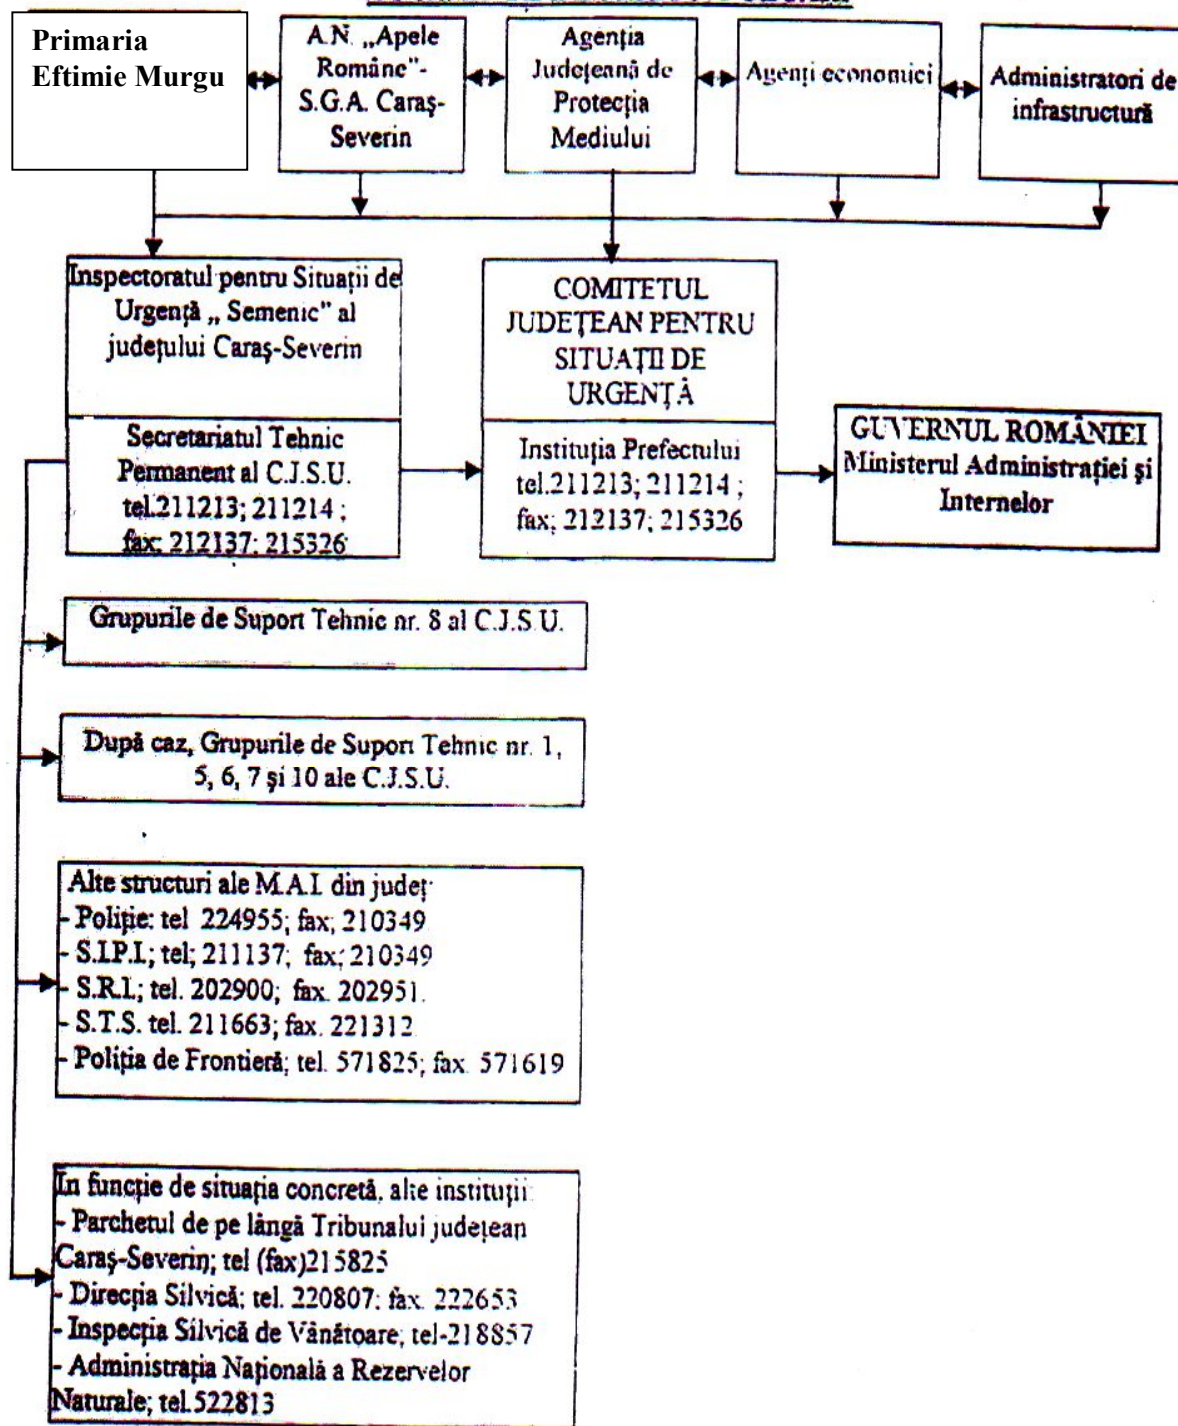 Primaria
Eftimie Murgu
A.N. „Apele
Române"-
S.G.A. Caraş-
Severin
Agenţia
Judeţeană de
Protecţia
Mediului
Agenţi economici
Administratori de
infrastructură
Inspectoratul pentru Situaţii de
Urgenţă „ Semenic" al
judeţului Caraş-Severin
Secretariatul Tehnic
Permanent al C.J.S.U.
tel.211213; 211214 ;
fax; 212137; 215326
COMITETUL
JUDEŢEAN PENTRU
SITUAŢII DE
URGENŢĂ
Instituţia Prefectului
tel.211213; 211214 ;
fax; 212137; 215326
GUVERNUL ROMÂNIEI
Ministerul Administraţiei şi
Internelor
Grupurile de Suport Tehnic nr. 8 al C.J.S.U.
După caz, Grupurile de Suport Tehnic nr. 1,
5, 6, 7 şi 10 ale C.J.S.U.
Alte structuri ale M.A.I. din judeţ:
- Poliţie: tel 224955; fax; 210349
- S.I.P.I.; tel; 211137; fax; 210349
- S.R.I.; tel. 202900; fax. 202951.
- S.T.S. tel. 211663; fax. 221312
- Poliţia de Frontieră; tel. 571825; fax. 571619
In funcţie de situaţia concretă, alte instituţii:
- Parchetul de pe lângă Tribunalui judeţean
Caraş-Severin; tel (fax)215825
- Direcţia Silvică; tel. 220807; fax. 222653
- Inspecţia Silvică de Vânătoare; tel-218857
- Administraţia Naţională a Rezervelor
Naturale; tel.522813